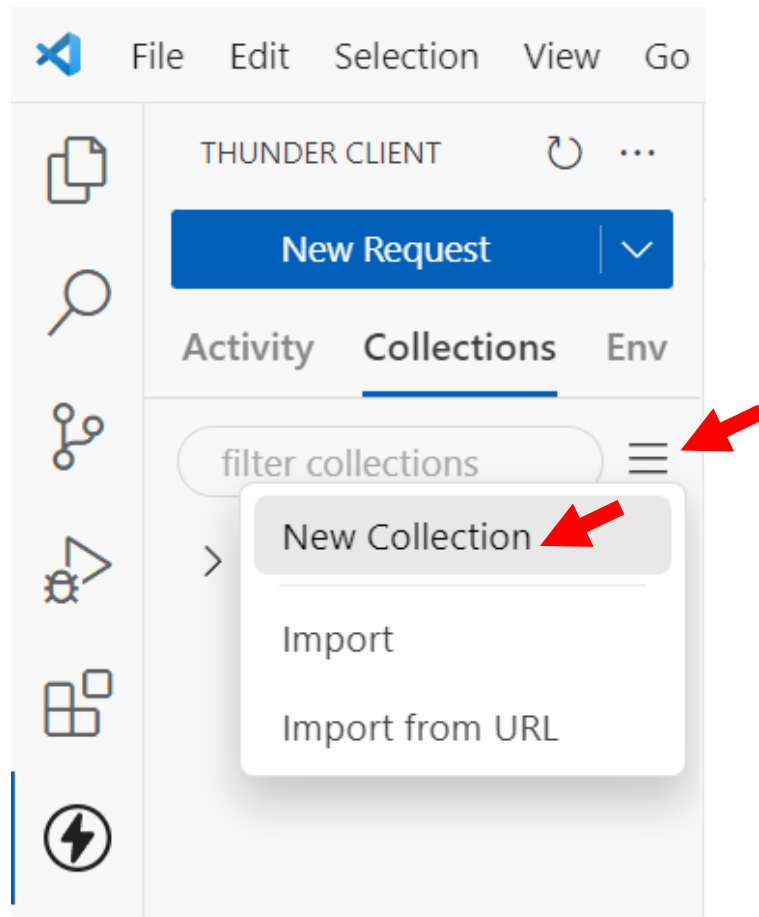 File Edit Selection View Go
THUNDER CLIENT
New Request
Activity Collections Env
filter collections
New Collection
Import
Import from URL